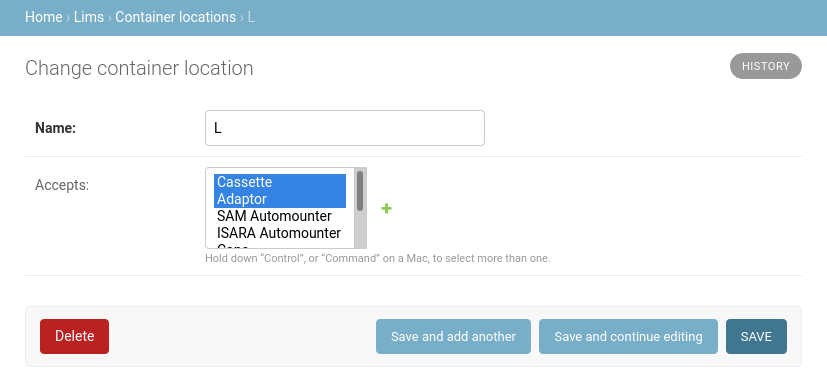 Home › Lims › Container locations › L
Change container location
HISTORY
Name:
L
Accepts:
Cassette
Adaptor
SAM Automounter
ISARA Automounter
Hold down “Control”, or “Command” on a Mac, to select more than one.
Delete
Save and add another
Save and continue editing
SAVE